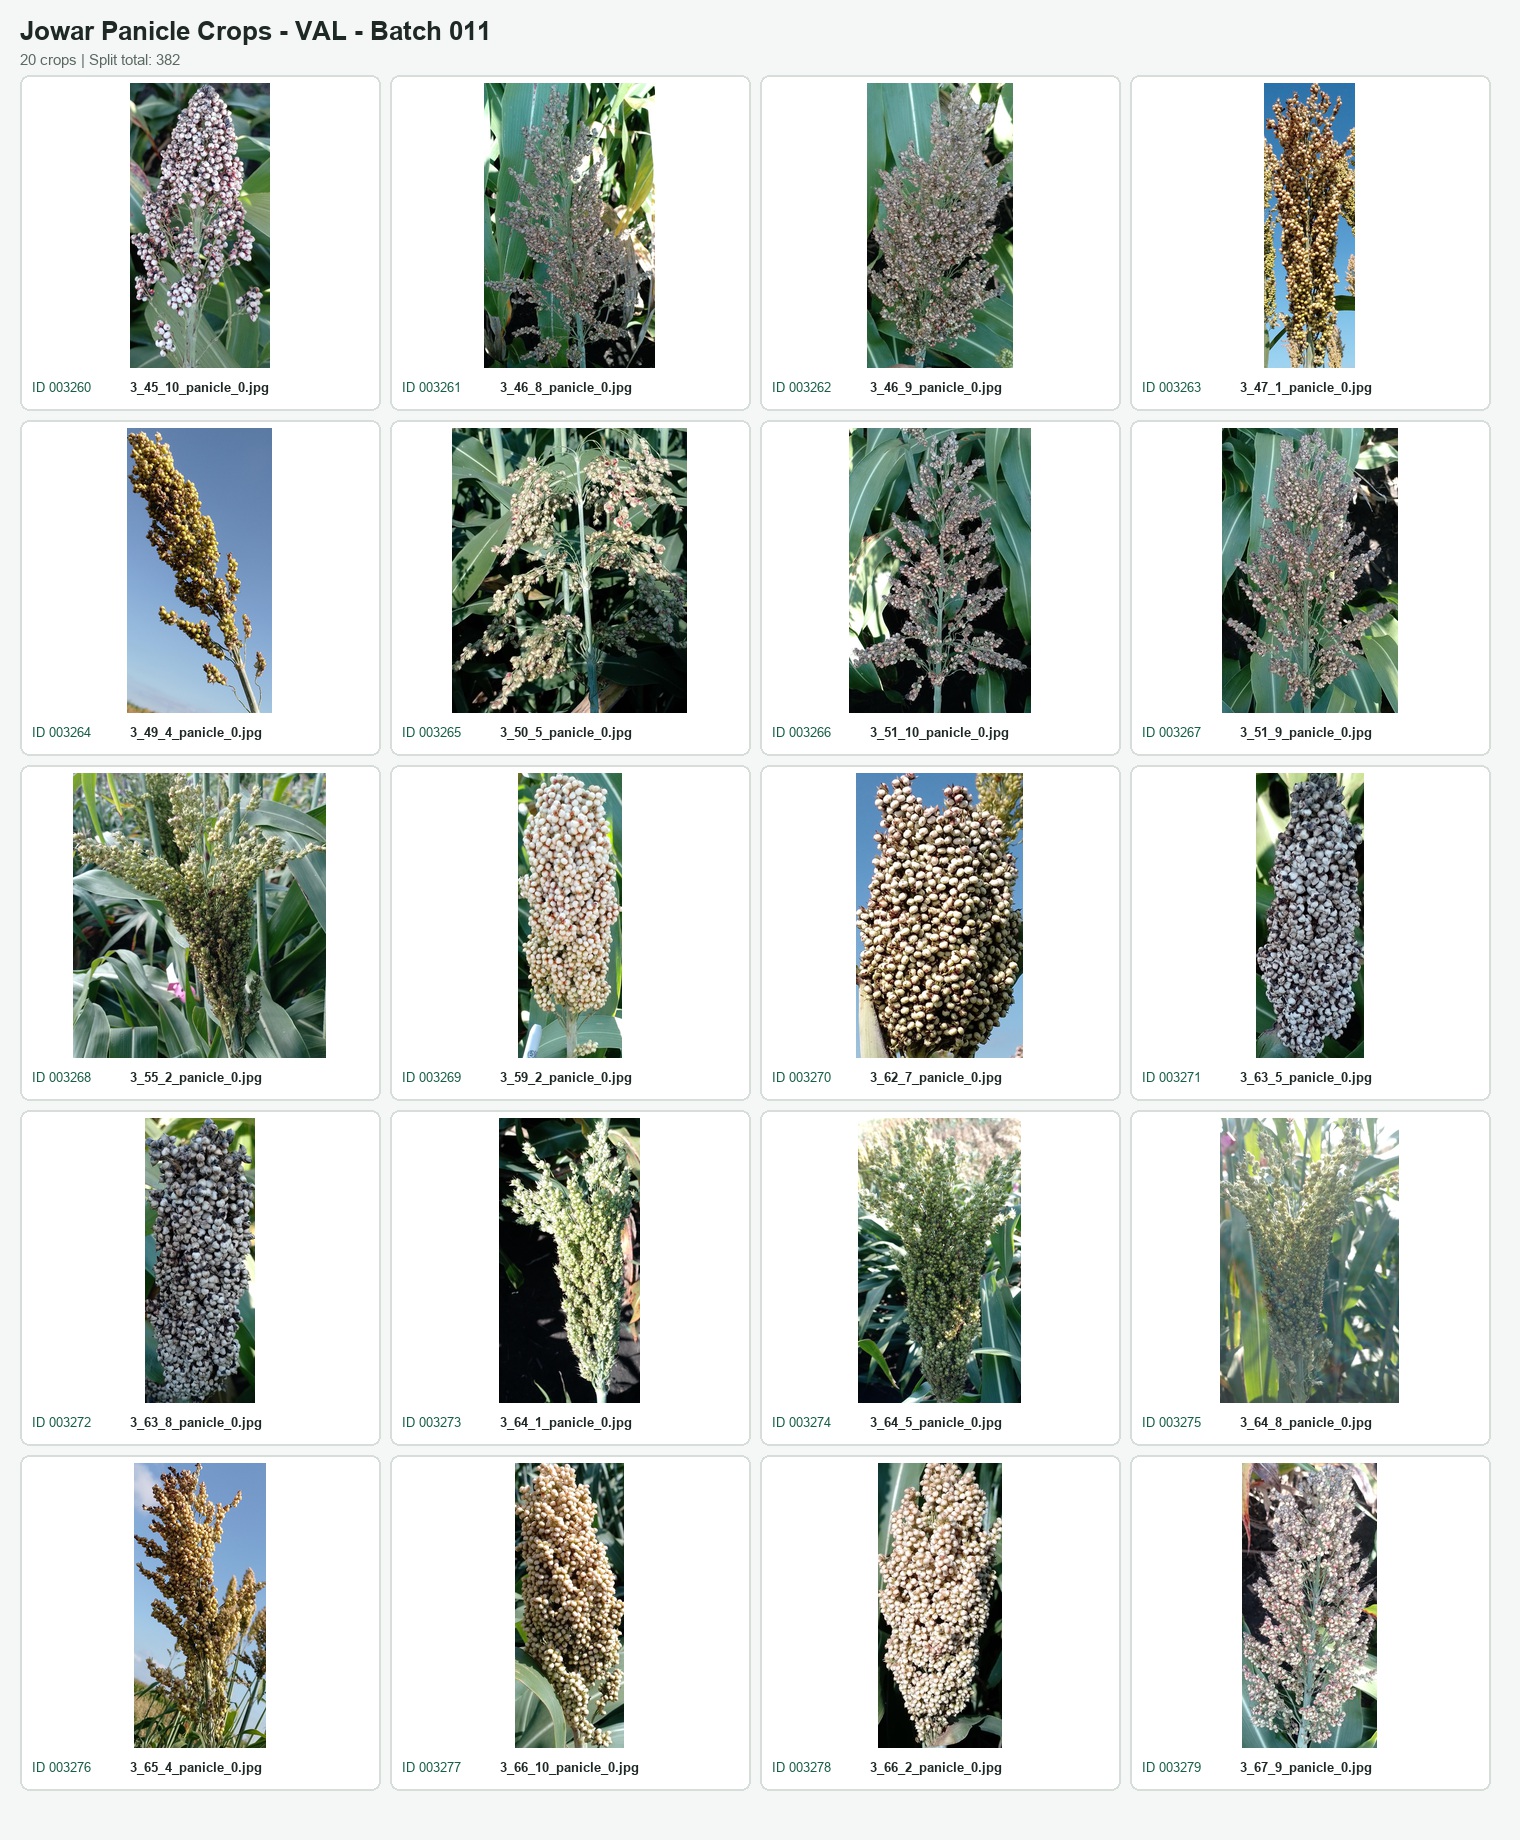 Jowar Panicle Crops - VAL - Batch 011
20 crops | Split total: 382
ID 003260 3_45_10_panicle_0.jpg
ID 003261 3_46_8_panicle_0.jpg
ID 003262 3_46_9_panicle_0.jpg
ID 003263 3_47_1_panicle_0.jpg
ID 003264 3_49_4_panicle_0.jpg
ID 003265 3_50_5_panicle_0.jpg
ID 003266 3_51_10_panicle_0.jpg
ID 003267 3_51_9_panicle_0.jpg
ID 003268 3_55_2_panicle_0.jpg
ID 003269 3_59_2_panicle_0.jpg
ID 003270 3_62_7_panicle_0.jpg
ID 003271 3_63_5_panicle_0.jpg
ID 003272 3_63_8_panicle_0.jpg
ID 003273 3_64_1_panicle_0.jpg
ID 003274 3_64_5_panicle_0.jpg
ID 003275 3_64_8_panicle_0.jpg
ID 003276 3_65_4_panicle_0.jpg
ID 003277 3_66_10_panicle_0.jpg
ID 003278 3_66_2_panicle_0.jpg
ID 003279 3_67_9_panicle_0.jpg